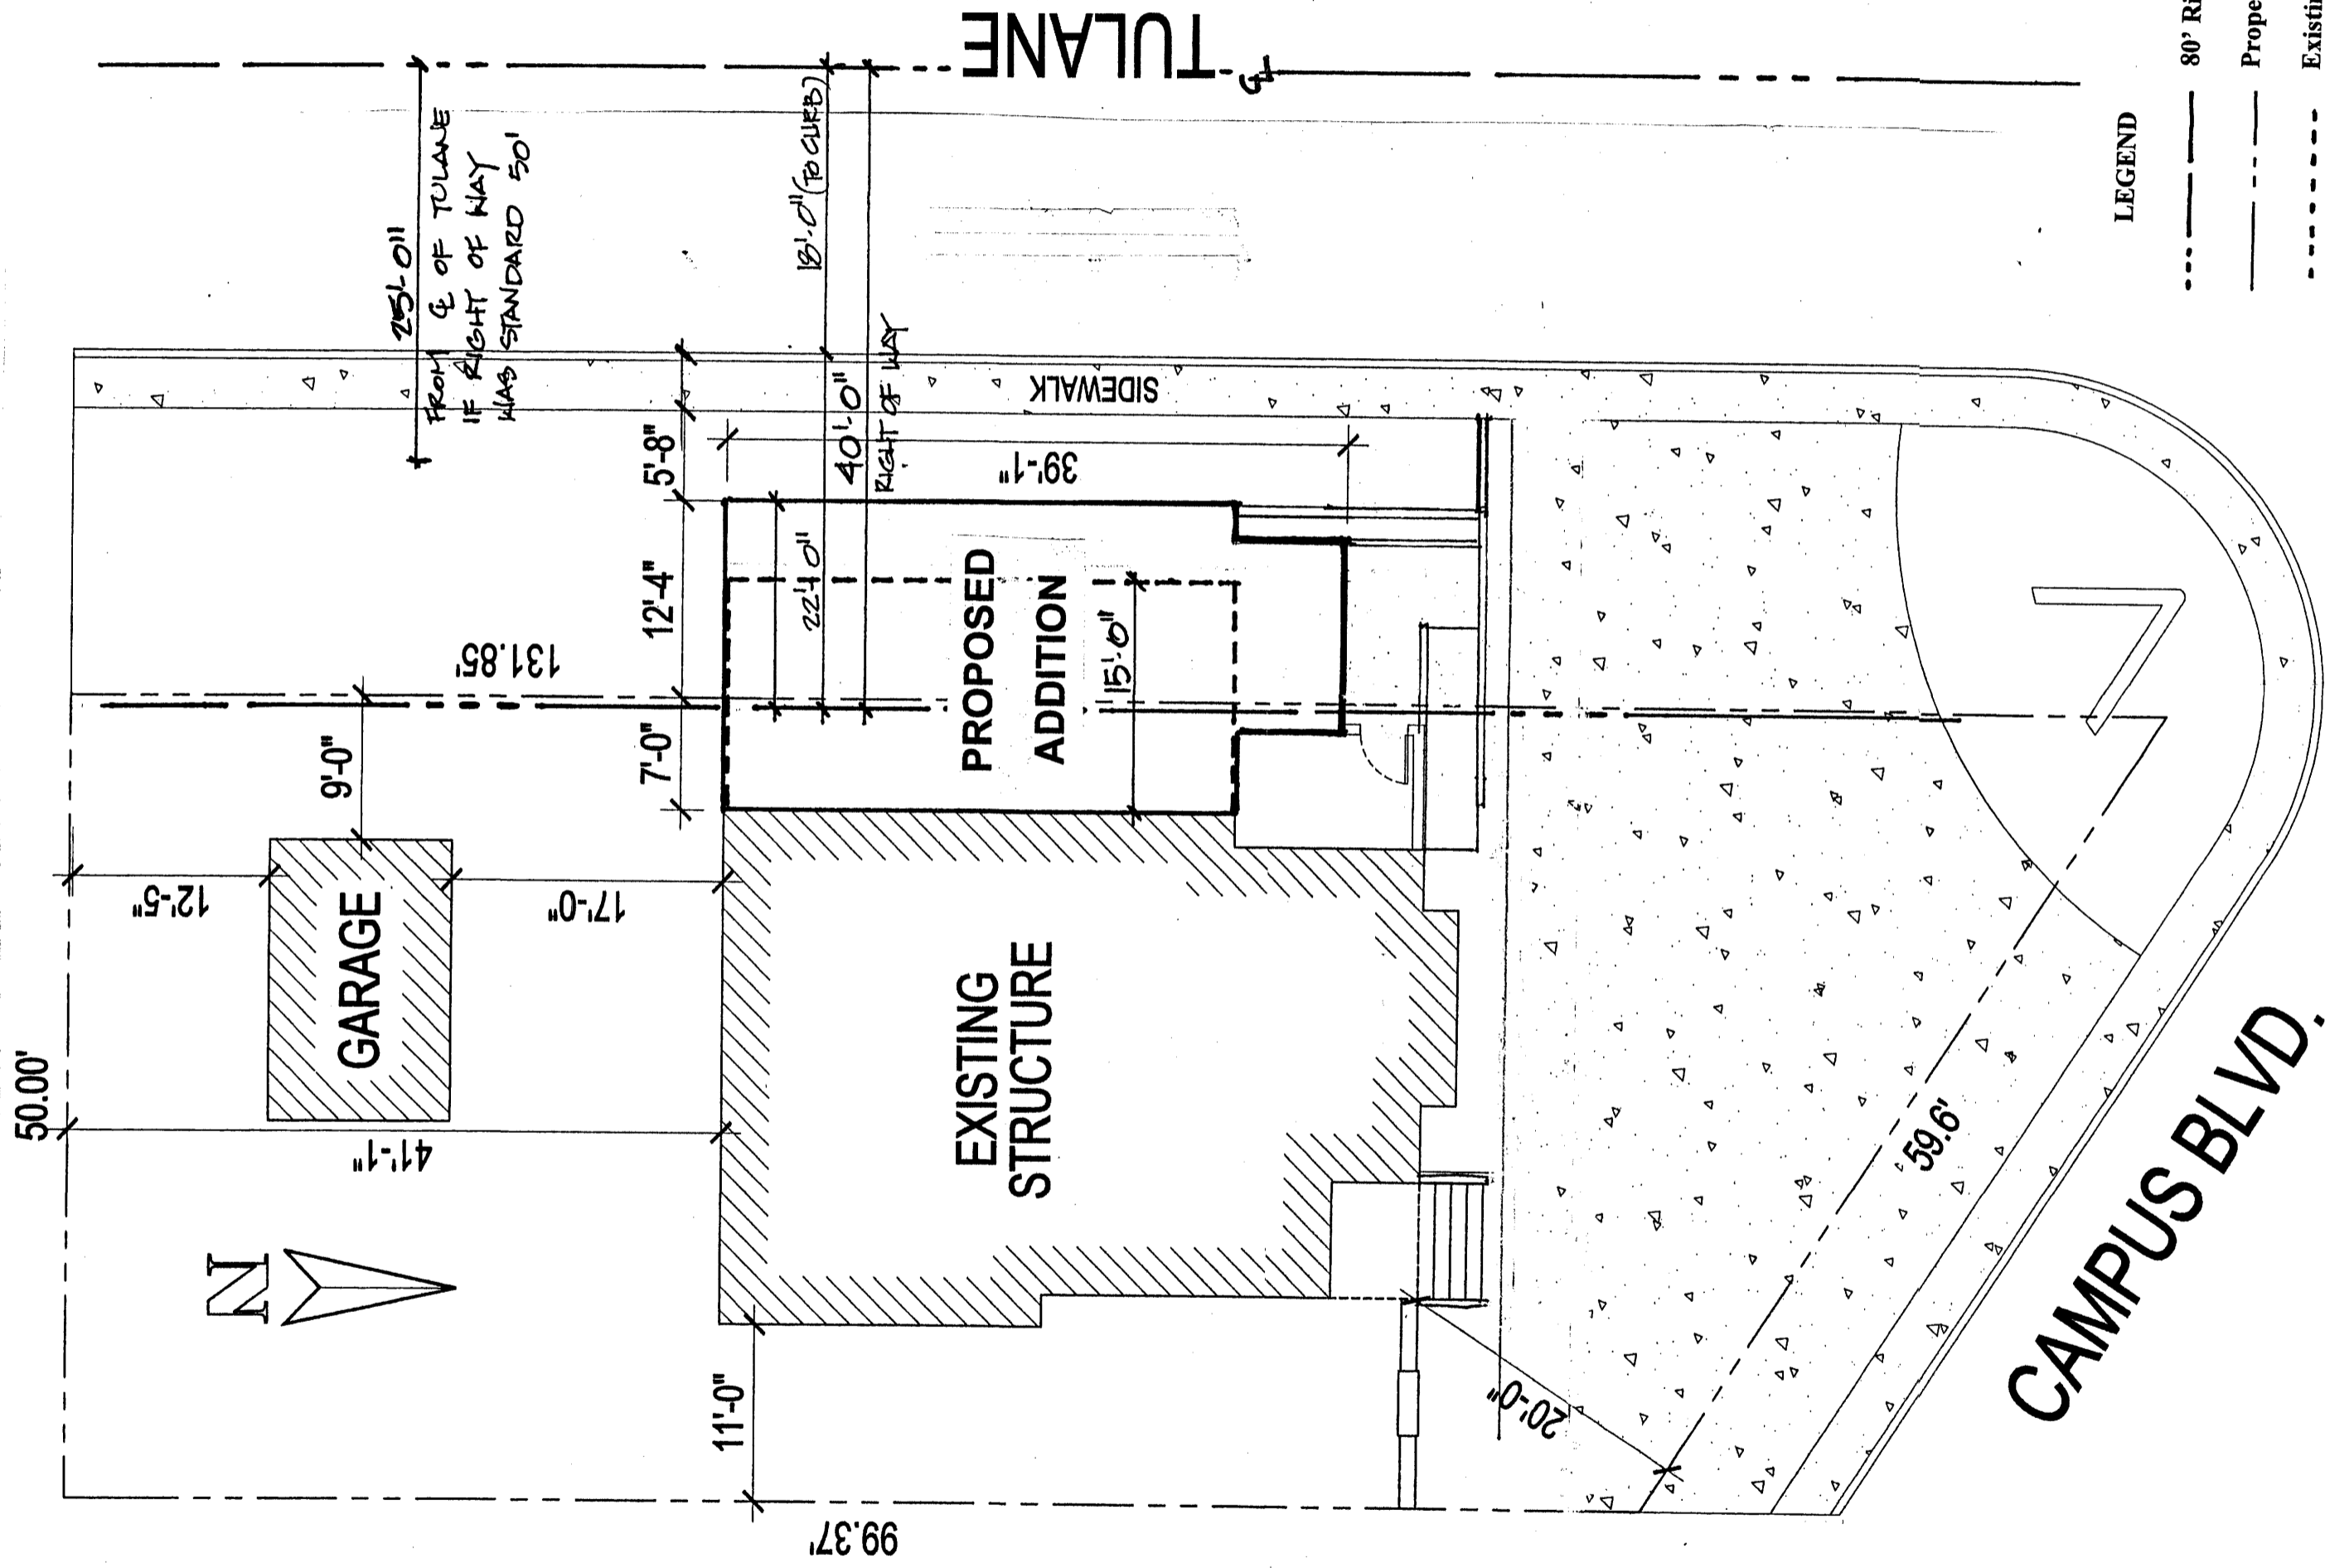 50.00'
TULANE
25'-0"
FROM ℄ OF TULANE
IF RIGHT OF WAY
WAS STANDARD 50'
18'-0" (TO CURB)
40'-0"
RIGHT OF WAY
℄
SIDEWALK
5'-8"
12'-4"
7'-0"
39'-1"
22'-0"
15'-0"
131.85'
9'-0"
12'-5"
17'-0"
41'-1"
GARAGE
PROPOSED
ADDITION
EXISTING
STRUCTURE
N
11'-0"
99.37'
20'-0"
59.6'
CAMPUS BLVD.
LEGEND
80' Ri
Prope
Existin